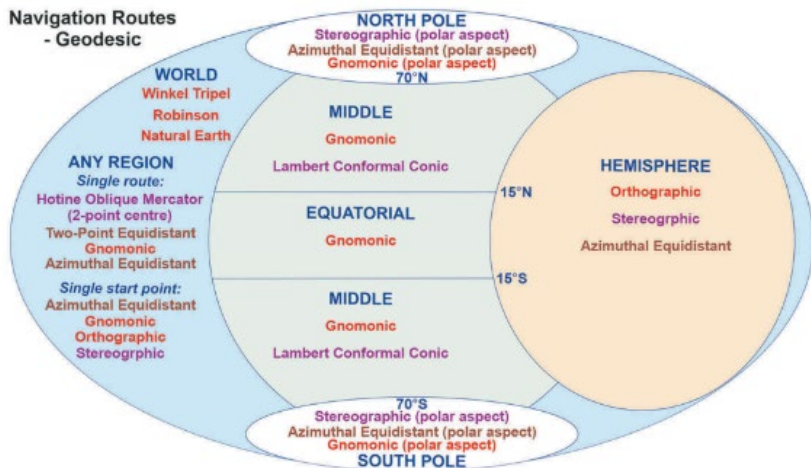 Navigation Routes
- Geodesic
NORTH POLE
Stereographic (polar aspect)
Azimuthal Equidistant (polar aspect)
Gnomonic (polar aspect)
70°N
WORLD
Winkel Tripel
Robinson
Natural Earth
ANY REGION
Single route:
Hotine Oblique Mercator
(2-point centre)
Two-Point Equidistant
Gnomonic
Azimuthal Equidistant
Single start point:
Azimuthal Equidistant
Gnomonic
Orthographic
Stereogrphic
MIDDLE
Gnomonic
Lambert Conformal Conic
15°N
EQUATORIAL
Gnomonic
15°S
MIDDLE
Gnomonic
Lambert Conformal Conic
HEMISPHERE
Orthographic
Stereogrphic
Azimuthal Equidistant
70°S
Stereographic (polar aspect)
Azimuthal Equidistant (polar aspect)
Gnomonic (polar aspect)
SOUTH POLE